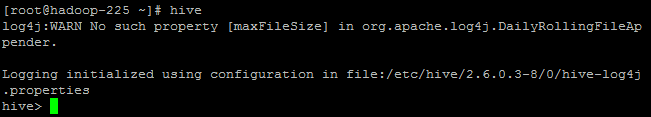 [root@hadoop-225 ~]# hive
log4j:WARN No such property [maxFileSize] in org.apache.log4j.DailyRollingFileAp
pender.
Logging initialized using configuration in file:/etc/hive/2.6.0.3-8/0/hive-log4j
.properties
hive>